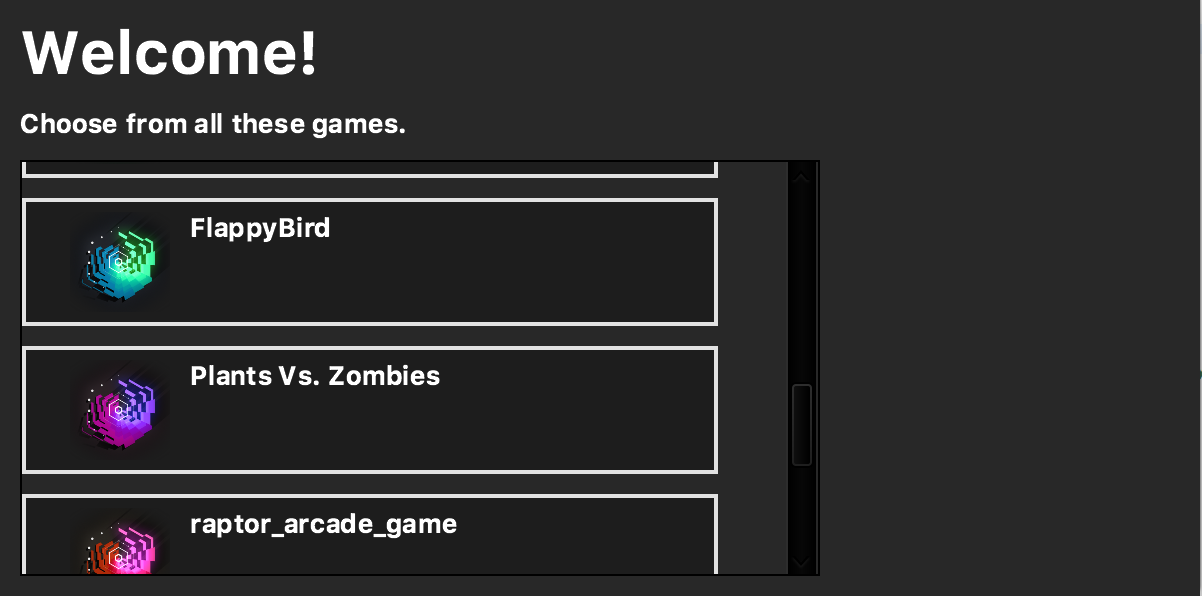 Welcome!
Choose from all these games.
FlappyBird
Plants Vs. Zombies
raptor_arcade_game